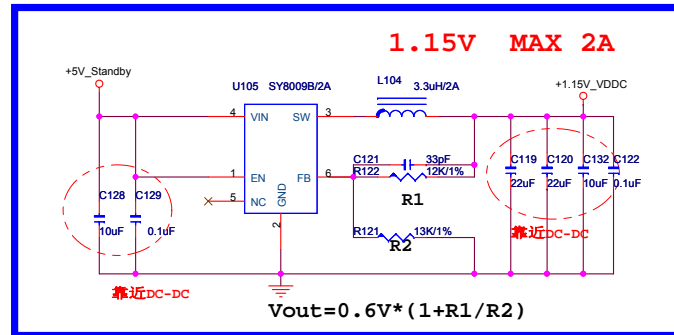 1.15V MAX 2A
+5V_Standby
U105 SY8009B/2A
L104
3.3uH/2A
+1.15V_VDDC
4 VIN SW 3
C121 33pF
1 EN FB 6
R122 12K/1%
R1
5 NC
GND
2
C128
10uF
C129
0.1uF
C119
22uF
C120
22uF
C132
10uF
C122
0.1uF
靠近DC-DC
R121 13K/1%
R2
靠近DC-DC
Vout=0.6V*(1+R1/R2)